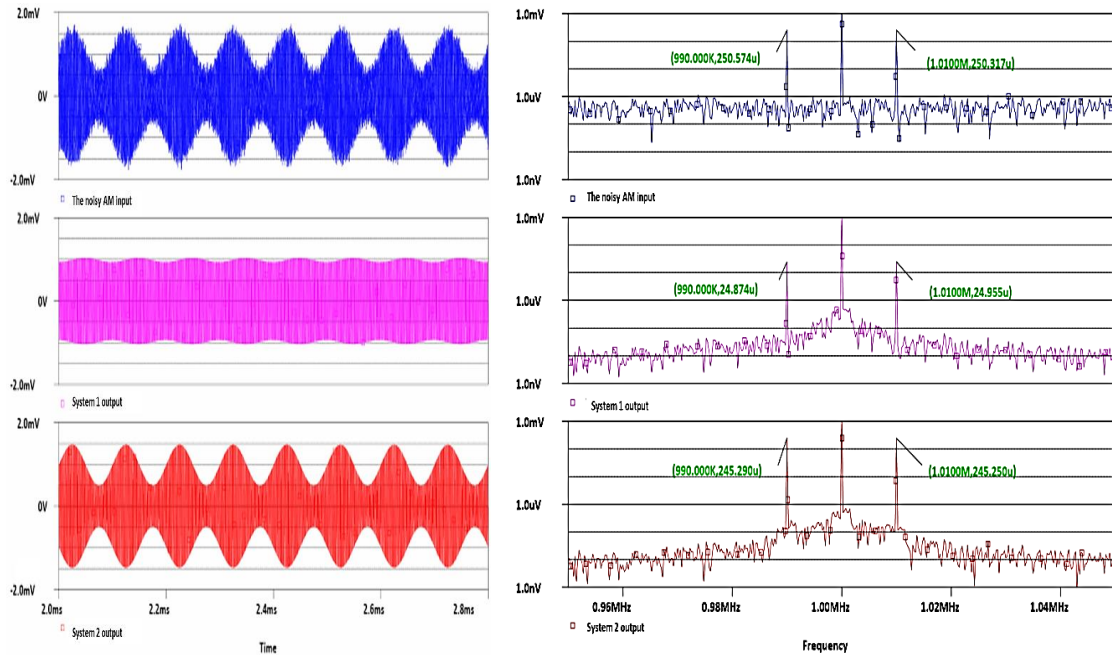 2.0mV
0V
-2.0mV
The noisy AM input
1.0mV
1.0uV
1.0nV
(990.000K,250.574u)
(1.0100M,250.317u)
The noisy AM input
2.0mV
0V
-2.0mV
System 1 output
1.0mV
1.0uV
1.0nV
(990.000K,24.874u)
(1.0100M,24.955u)
System 1 output
2.0mV
0V
-2.0mV
2.0ms
2.2ms
2.4ms
2.6ms
2.8ms
System 2 output
Time
1.0mV
1.0uV
1.0nV
(990.000K,245.290u)
(1.0100M,245.250u)
0.96MHz
0.98MHz
1.00MHz
1.02MHz
1.04MHz
System 2 output
Frequency